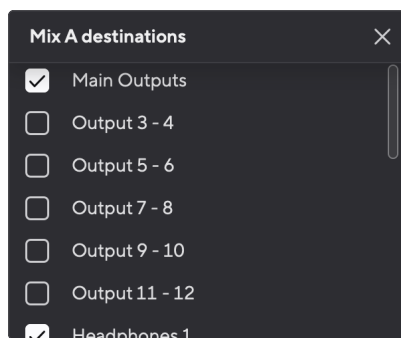 Mix A destinations
Main Outputs
Output 3 - 4
Output 5 - 6
Output 7 - 8
Output 9 - 10
Output 11 - 12
Headphones 1